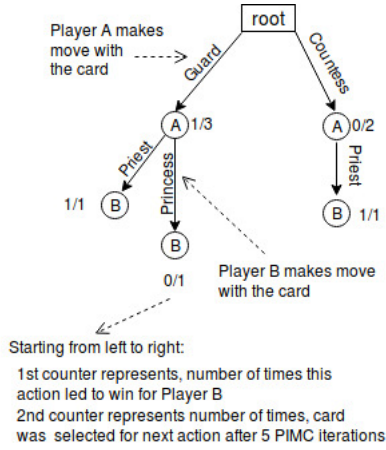 root
Player A makes
move with
the card
Guard
Countess
A 1/3
A 0/2
Priest
Princess
Priest
1/1 B
B 1/1
B
0/1
Player B makes move
with the card
Starting from left to right:
1st counter represents, number of times this
action led to win for Player B
2nd counter represents number of times, card
was selected for next action after 5 PIMC iterations